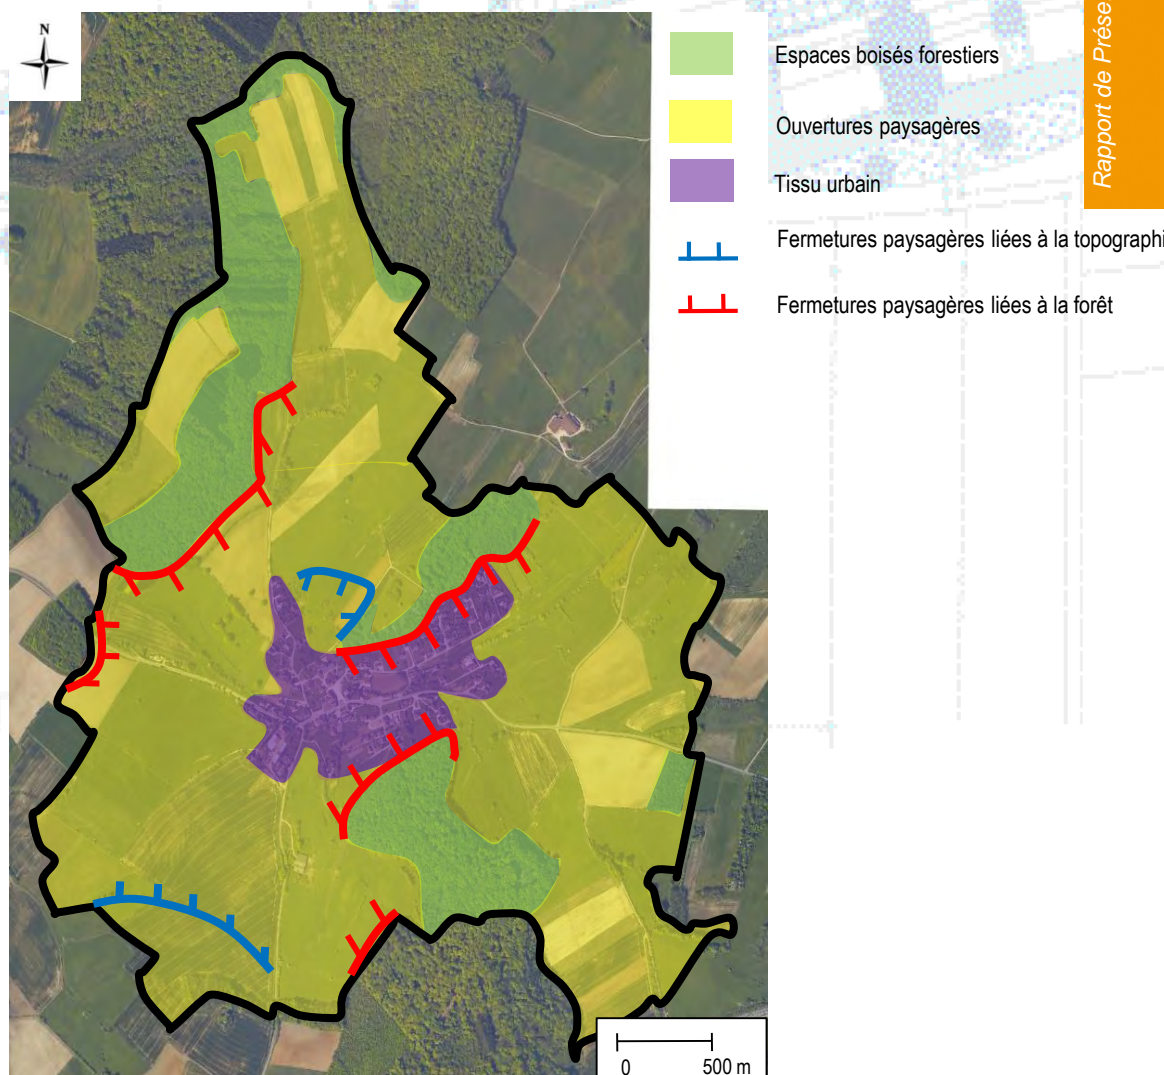 N
Espaces boisés forestiers
Ouvertures paysagères
Tissu urbain
Fermetures paysagères liées à la topographi
Fermetures paysagères liées à la forêt
Rapport de Prése
0 500 m